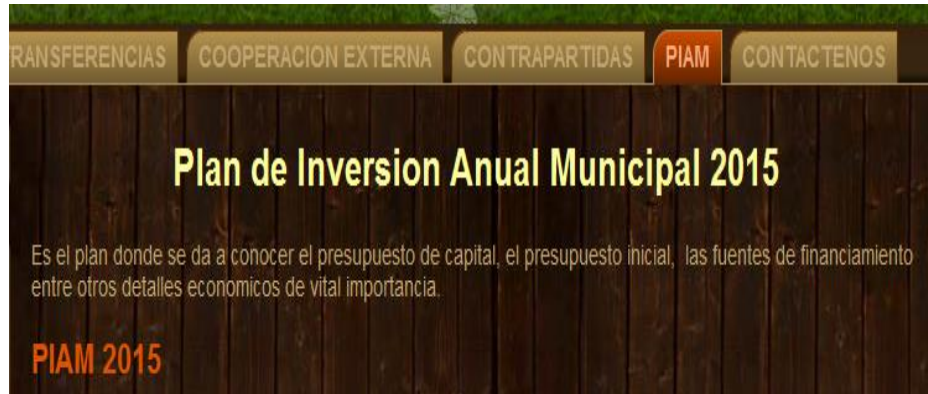 TRANSFERENCIAS COOPERACION EXTERNA CONTRAPARTIDAS PIAM CONTACTENOS
Plan de Inversion Anual Municipal 2015
Es el plan donde se da a conocer el presupuesto de capital, el presupuesto inicial, las fuentes de financiamiento
entre otros detalles economicos de vital importancia.
PIAM 2015